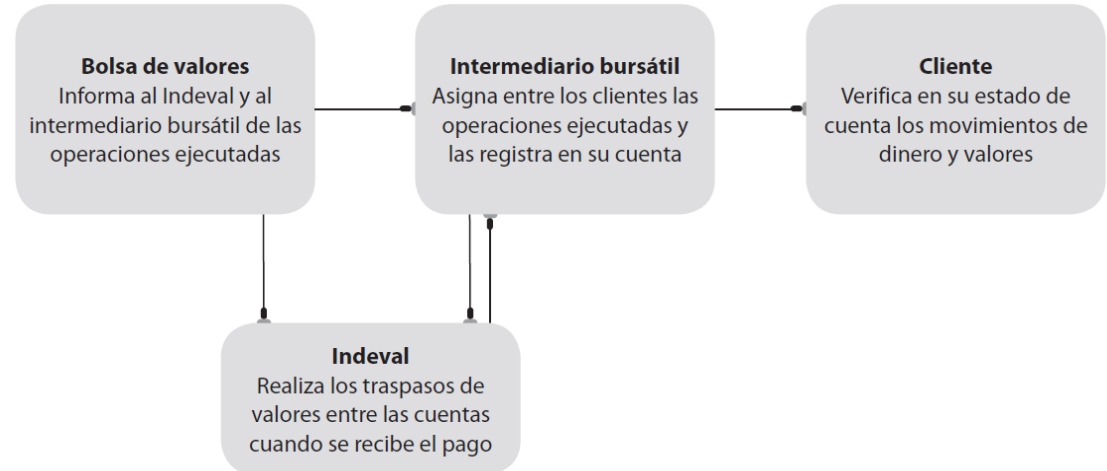 Bolsa de valores
Informa al Indeval y al
intermediario bursátil de las
operaciones ejecutadas
Intermediario bursátil
Asigna entre los clientes las
operaciones ejecutadas y
las registra en su cuenta
Cliente
Verifica en su estado de
cuenta los movimientos de
dinero y valores
Indeval
Realiza los traspasos de
valores entre las cuentas
cuando se recibe el pago